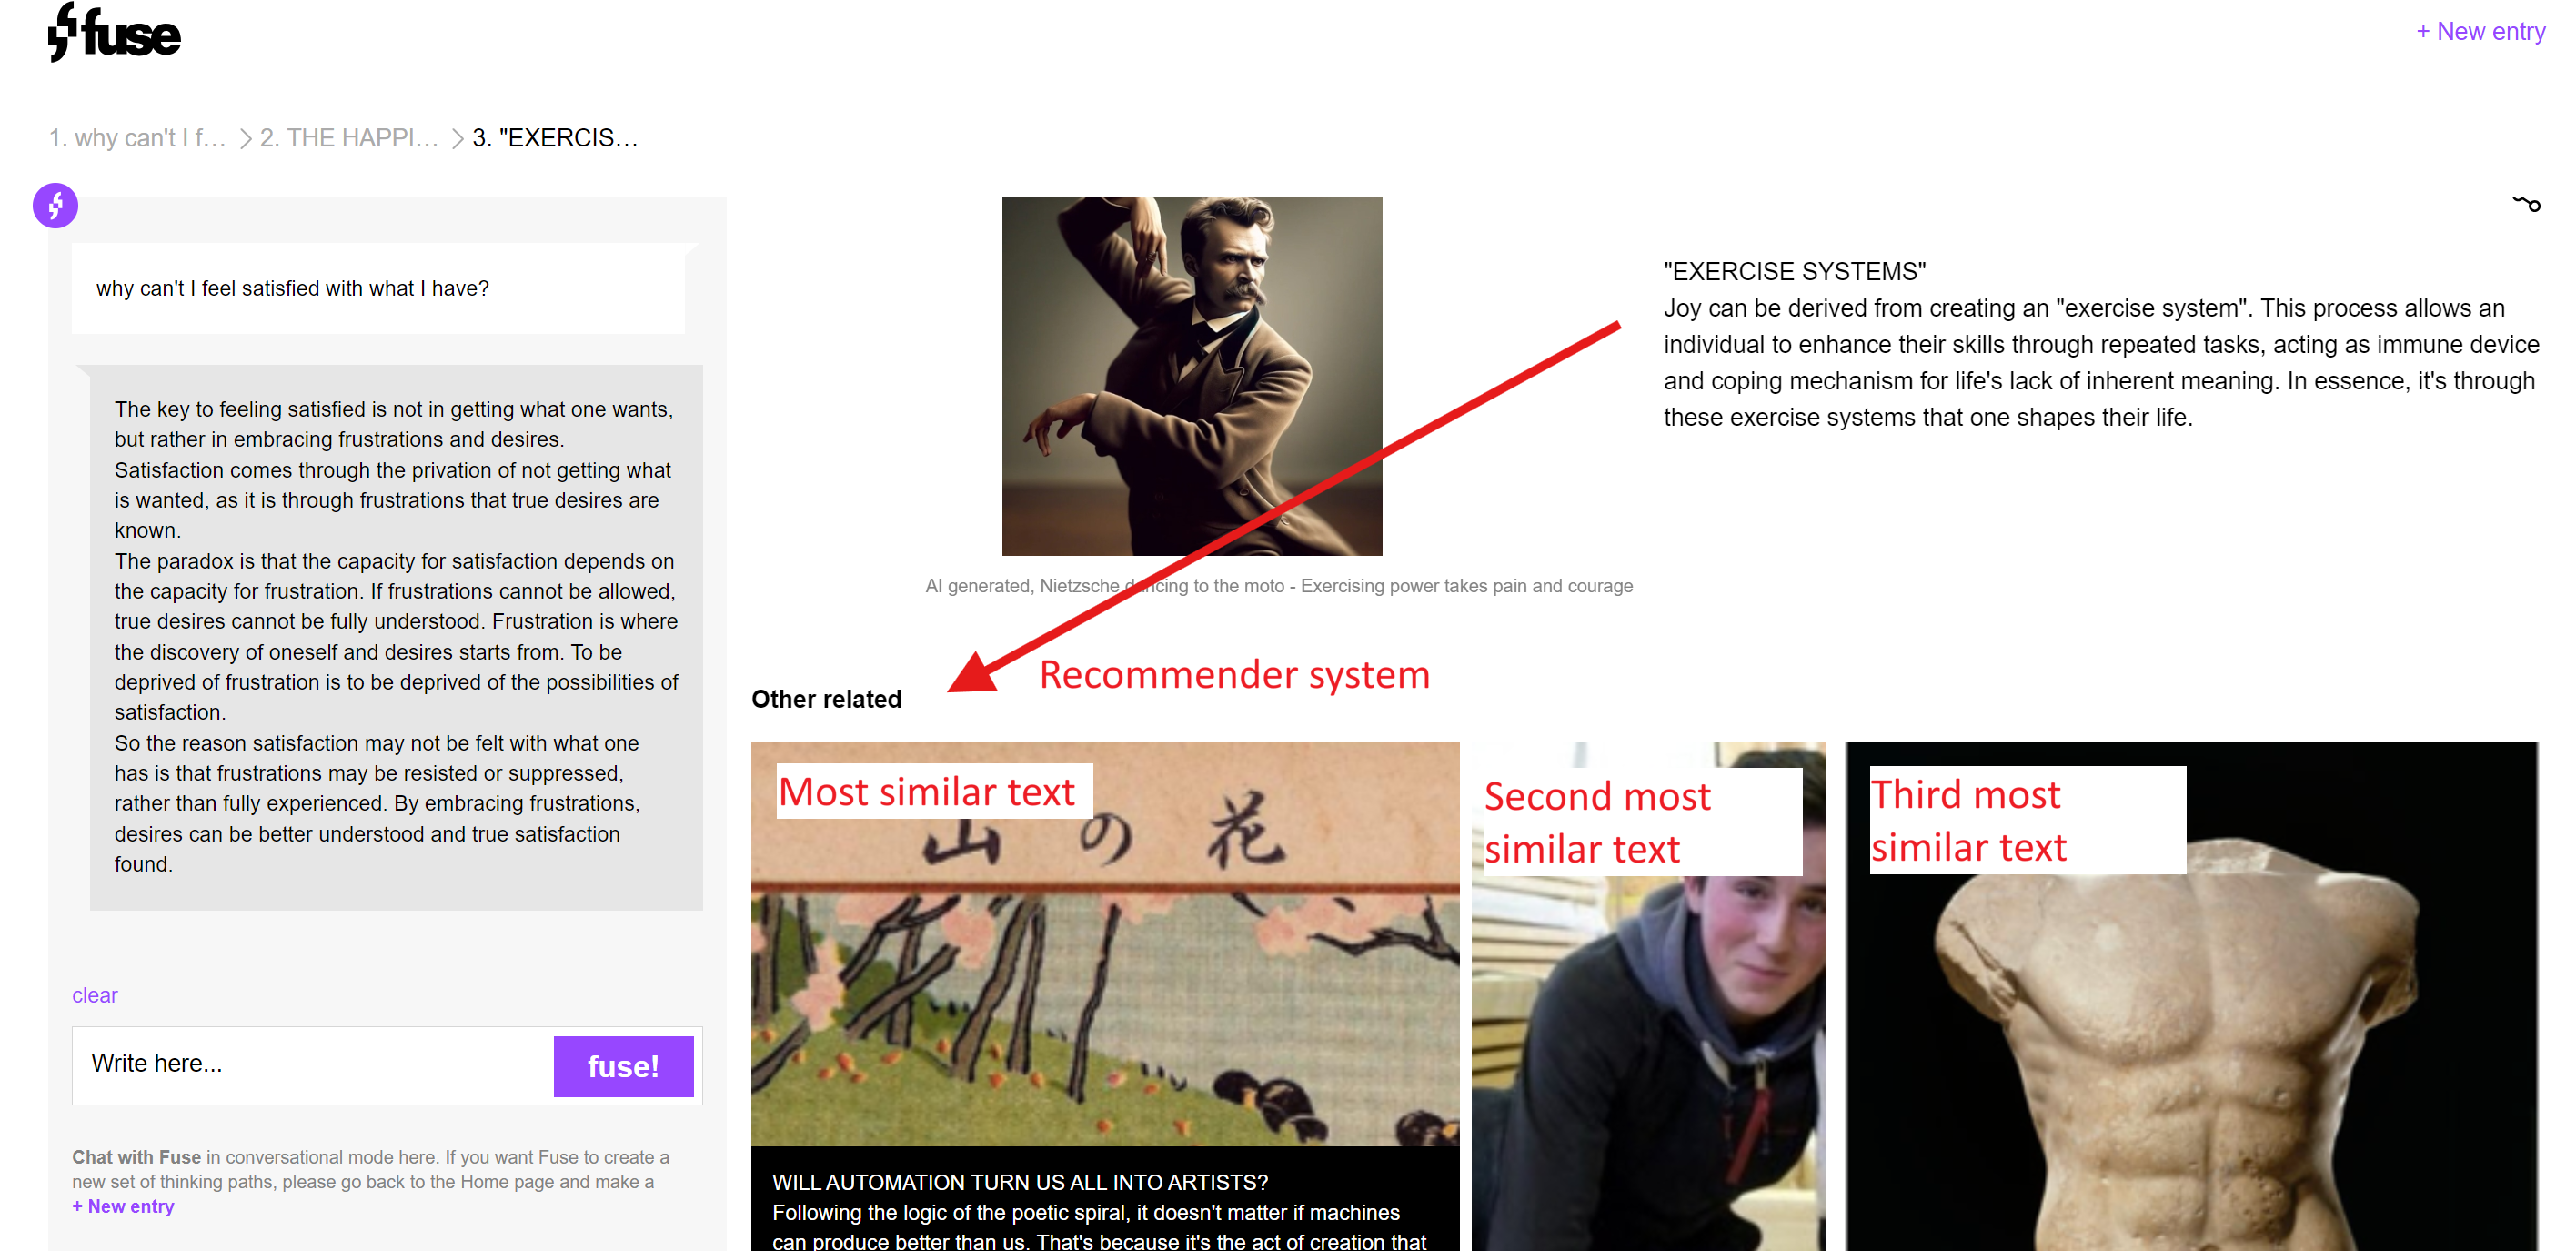 fuse
+ New entry
1. why can't I f... > 2. THE HAPPI... > 3. "EXERCIS...
why can't I feel satisfied with what I have?
The key to feeling satisfied is not in getting what one wants,
but rather in embracing frustrations and desires.
Satisfaction comes through the privation of not getting what
is wanted, as it is through frustrations that true desires are
known.
The paradox is that the capacity for satisfaction depends on
the capacity for frustration. If frustrations cannot be allowed,
true desires cannot be fully understood. Frustration is where
the discovery of oneself and desires starts from. To be
deprived of frustration is to be deprived of the possibilities of
satisfaction.
So the reason satisfaction may not be felt with what one
has is that frustrations may be resisted or suppressed,
rather than fully experienced. By embracing frustrations,
desires can be better understood and true satisfaction
found.
clear
Write here...
fuse!
Chat with Fuse in conversational mode here. If you want Fuse to create a
new set of thinking paths, please go back to the Home page and make a
+ New entry
"EXERCISE SYSTEMS"
Joy can be derived from creating an "exercise system". This process allows an
individual to enhance their skills through repeated tasks, acting as immune device
and coping mechanism for life's lack of inherent meaning. In essence, it's through
these exercise systems that one shapes their life.
AI generated, Nietzsche dancing to the moto - Exercising power takes pain and courage
Recommender system
Other related
Most similar text
山の花
Second most
similar text
Third most
similar text
WILL AUTOMATION TURN US ALL INTO ARTISTS?
Following the logic of the poetic spiral, it doesn't matter if machines
can produce better than us. That's because it's the act of creation that